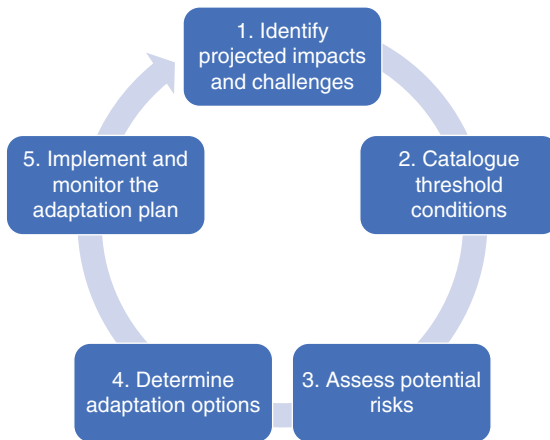 1. Identify
projected impacts
and challenges
2. Catalogue
threshold
conditions
3. Assess potential
risks
4. Determine
adaptation options
5. Implement and
monitor the
adaptation plan